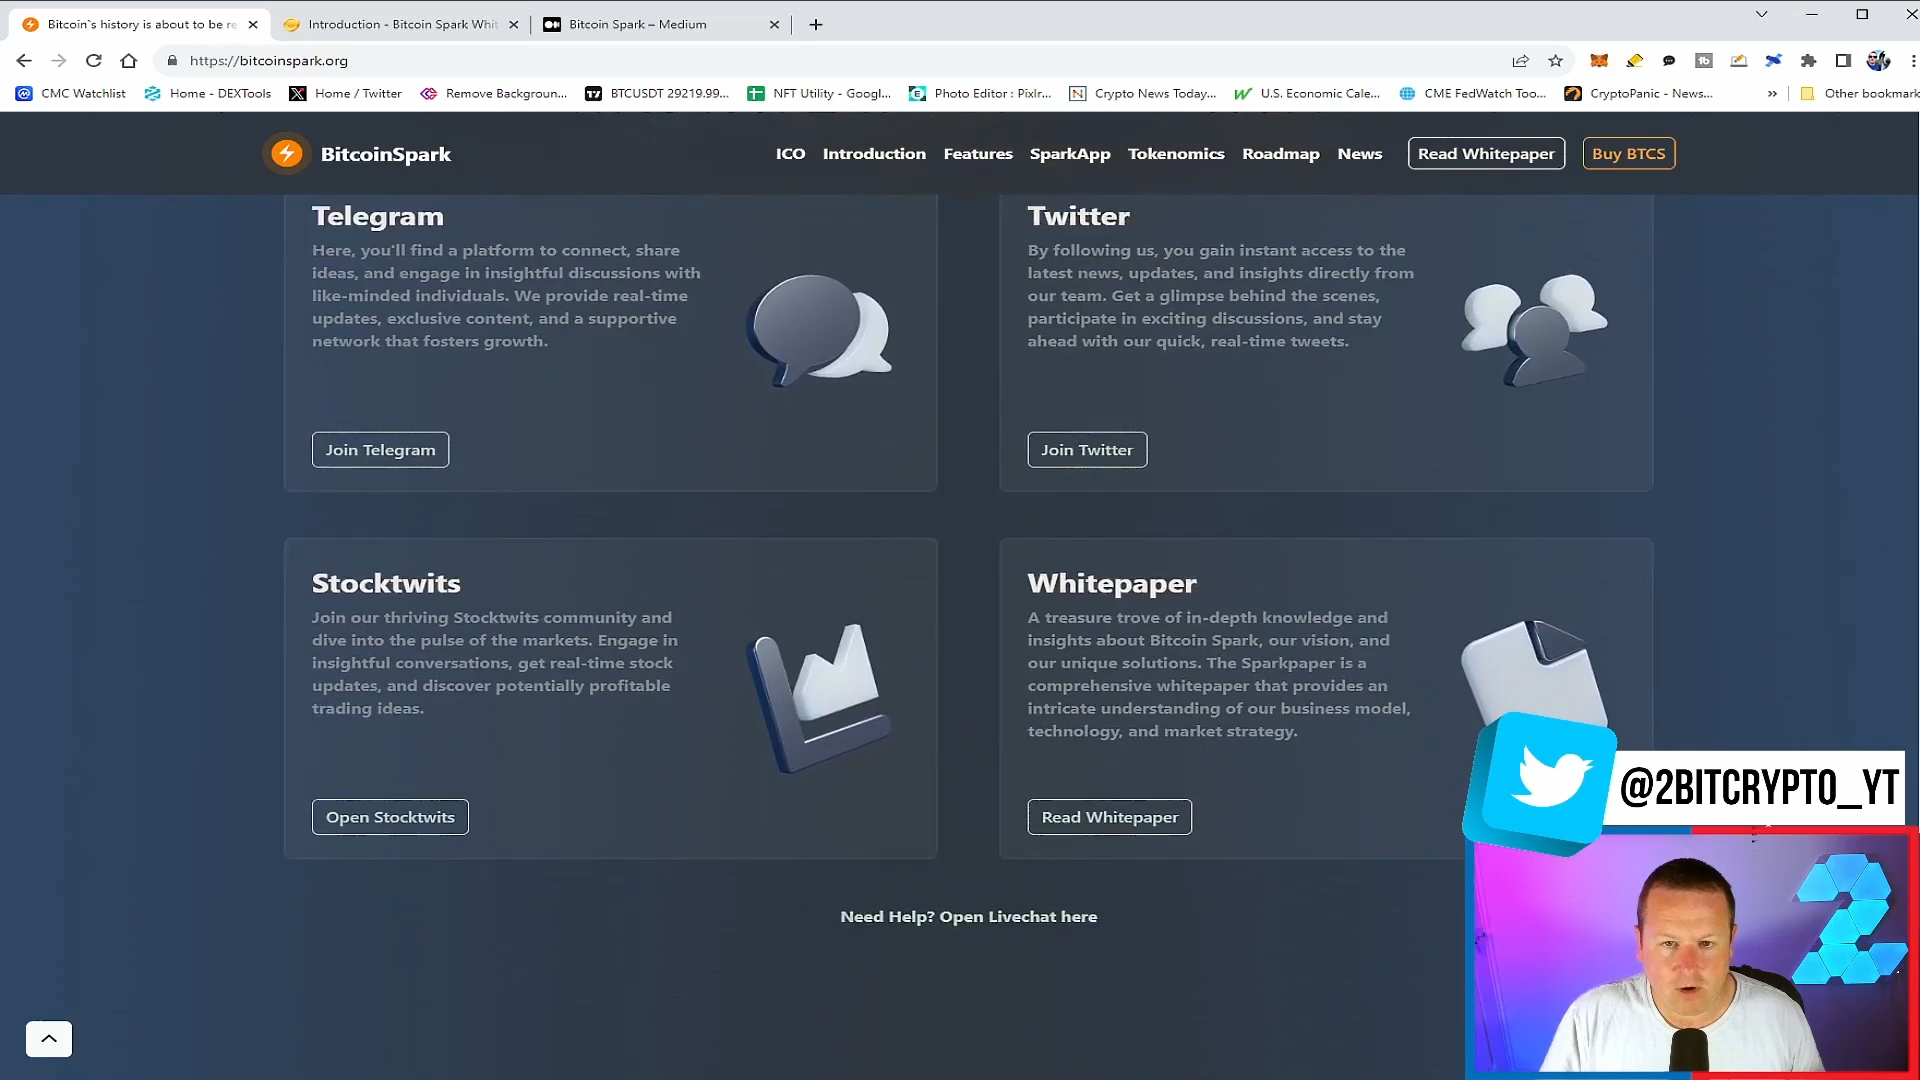 Bitcoin`s history is about to be re
Introduction - Bitcoin Spark Whit
Bitcoin Spark – Medium
https://bitcoinspark.org
CMC Watchlist
Home - DEXTools
Home / Twitter
Remove Backgroun...
BTCUSDT 29219.99...
NFT Utility - Googl...
Photo Editor : Pixlr...
Crypto News Today...
U.S. Economic Cale...
CME FedWatch Too...
CryptoPanic - News...
Other bookmark
BitcoinSpark
ICO
Introduction
Features
SparkApp
Tokenomics
Roadmap
News
Read Whitepaper
Buy BTCS
Telegram
Here, you'll find a platform to connect, share
ideas, and engage in insightful discussions with
like-minded individuals. We provide real-time
updates, exclusive content, and a supportive
network that fosters growth.
Join Telegram
Twitter
By following us, you gain instant access to the
latest news, updates, and insights directly from
our team. Get a glimpse behind the scenes,
participate in exciting discussions, and stay
ahead with our quick, real-time tweets.
Join Twitter
Stocktwits
Join our thriving Stocktwits community and
dive into the pulse of the markets. Engage in
insightful conversations, get real-time stock
updates, and discover potentially profitable
trading ideas.
Open Stocktwits
Whitepaper
A treasure trove of in-depth knowledge and
insights about Bitcoin Spark, our vision, and
our unique solutions. The Sparkpaper is a
comprehensive whitepaper that provides an
intricate understanding of our business model,
technology, and market strategy.
Read Whitepaper
@2BITCRYPTO_YT
Need Help? Open Livechat here
2